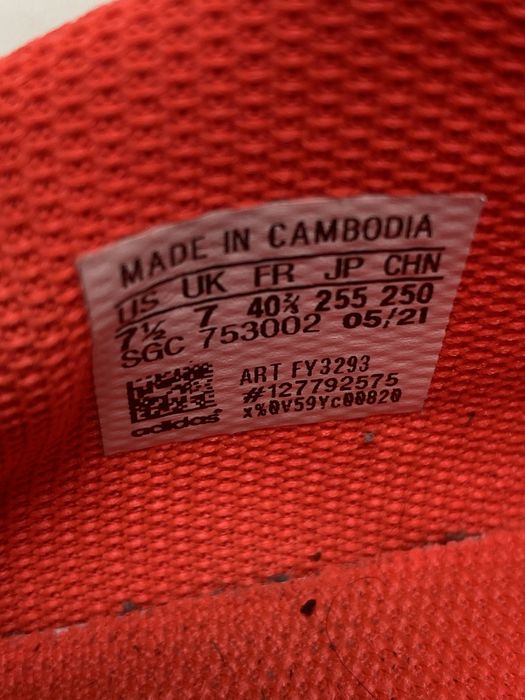 MADE IN CAMBODIA
US UK FR JP CHN
7½ 7 40⅔ 255 250
SGC 753002 05/21
ART FY3293
#127792575
x%0V59Yc00820
adidas